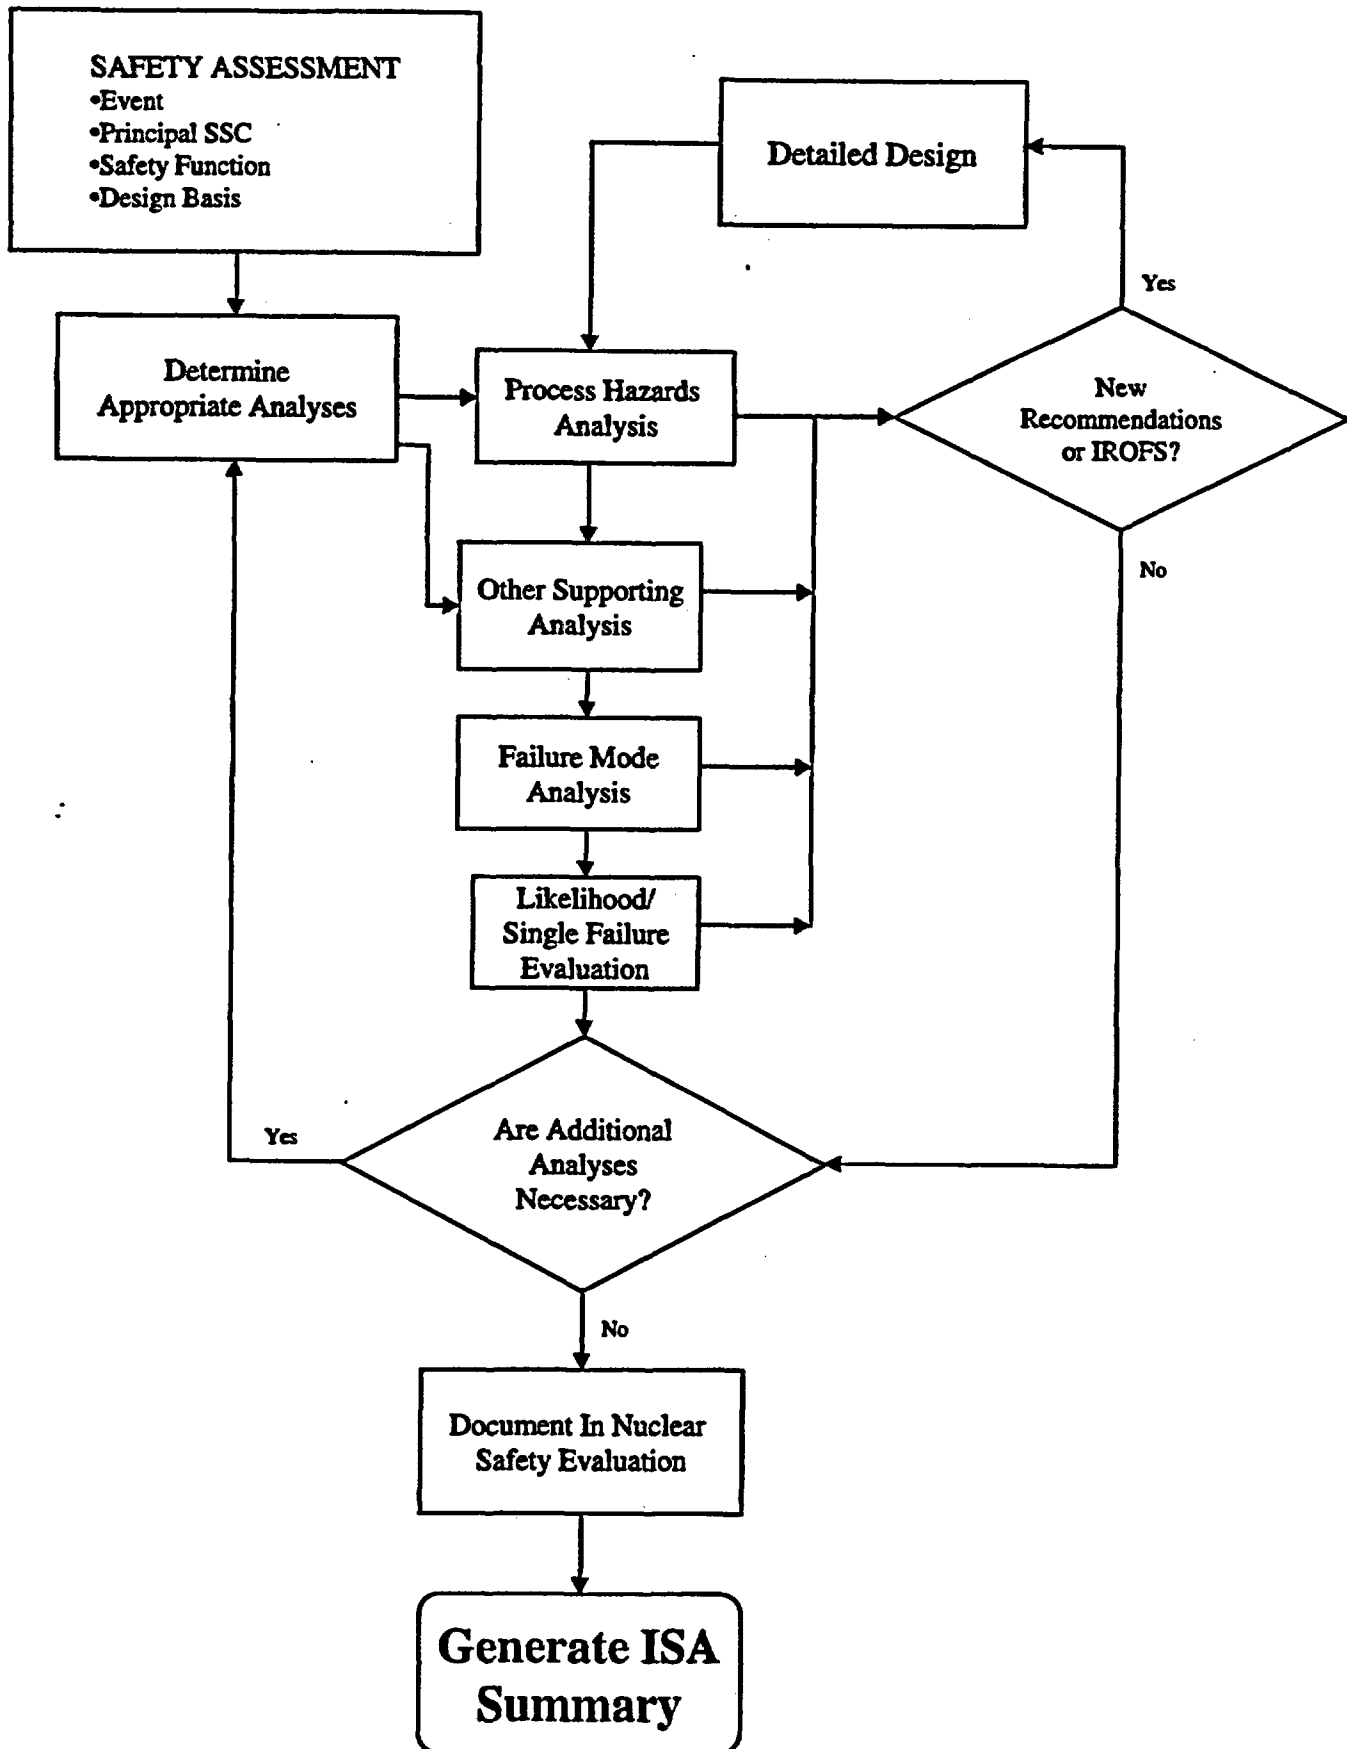 SAFETY ASSESSMENT
•Event
•Principal SSC
•Safety Function
•Design Basis
Detailed Design
Yes
Determine
Appropriate Analyses
Process Hazards
Analysis
New
Recommendations
or IROFS?
No
Other Supporting
Analysis
Failure Mode
Analysis
Likelihood/
Single Failure
Evaluation
Yes
Are Additional
Analyses
Necessary?
No
Document In Nuclear
Safety Evaluation
Generate ISA
Summary